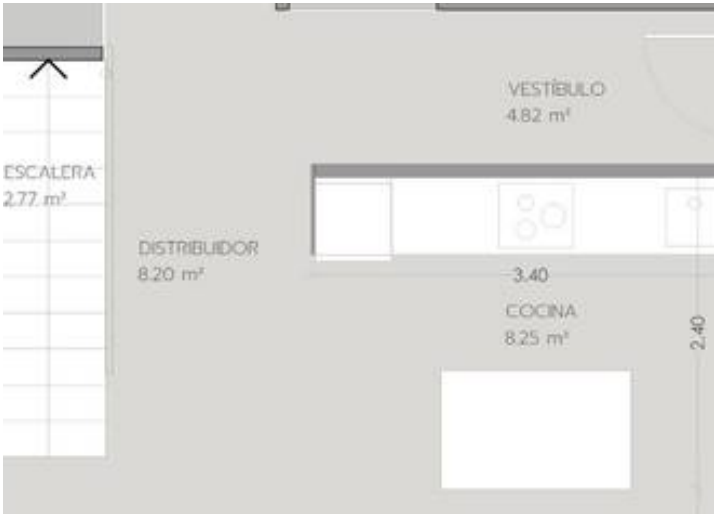 VESTÍBULO
4.82 m²
ESCALERA
2.77 m²
DISTRIBUIDOR
8.20 m²
3.40
COCINA
8.25 m²
2.40